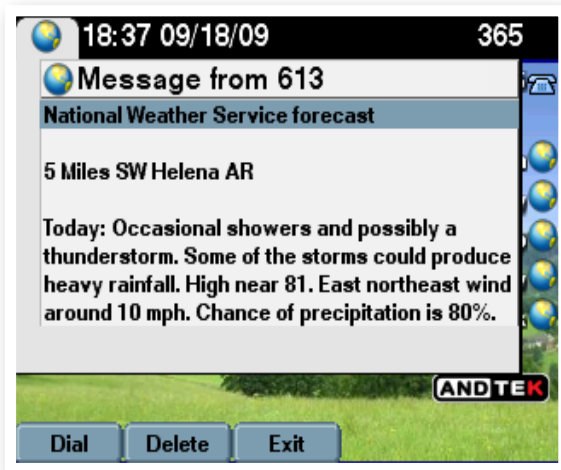 18:37 09/18/09 365
Message from 613
National Weather Service forecast
5 Miles SW Helena AR
Today: Occasional showers and possibly a
thunderstorm. Some of the storms could produce
heavy rainfall. High near 81. East northeast wind
around 10 mph. Chance of precipitation is 80%.
ANDTEK
Dial Delete Exit